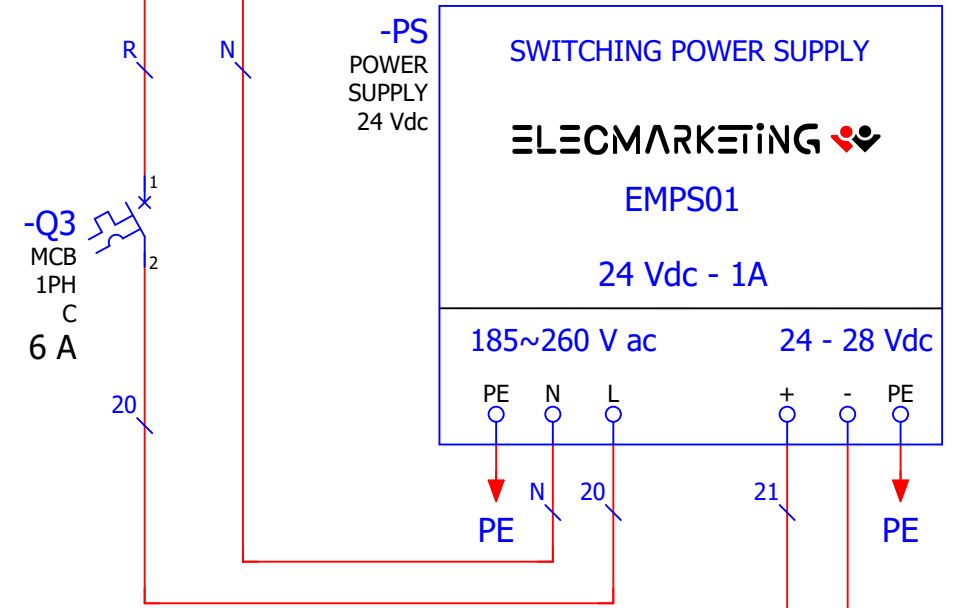 R
N
-PS
POWER
SUPPLY
24 Vdc
SWITCHING POWER SUPPLY
ELECMARKETiNG
EMPS01
24 Vdc - 1A
185~260 V ac
24 - 28 Vdc
PE N L
+ - PE
1
-Q3
MCB
1PH
C
6 A
2
20
N
20
21
PE
PE